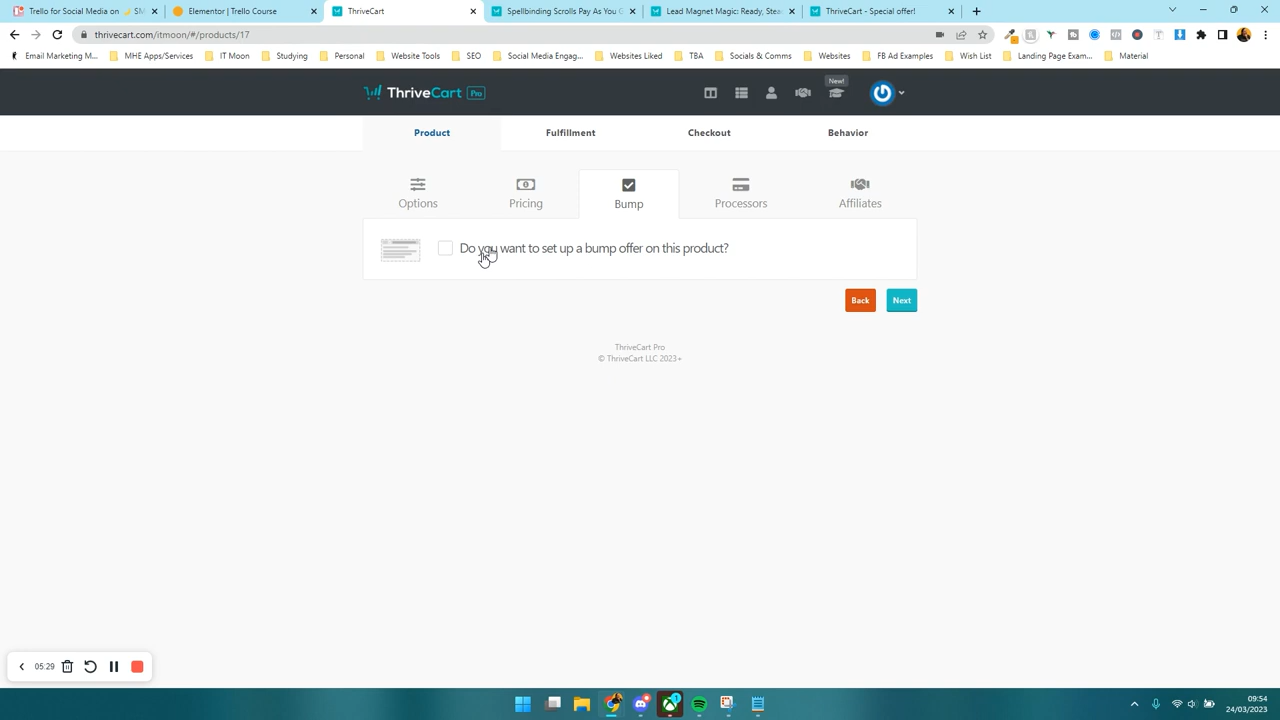 Trello for Social Media on ⚡ SM
Elementor | Trello Course
ThriveCart
Spellbinding Scrolls Pay As You G
Lead Magnet Magic: Ready, Stea
ThriveCart - Special offer!
thrivecart.com/itmoon/#/products/17
Email Marketing M...
MHE Apps/Services
IT Moon
Studying
Personal
Website Tools
SEO
Social Media Engag...
Websites Liked
TBA
Socials & Comms
Websites
FB Ad Examples
Wish List
Landing Page Exam...
Material
ThriveCart Pro
New!
Product
Fulfillment
Checkout
Behavior
Options
Pricing
Bump
Processors
Affiliates
Do you want to set up a bump offer on this product?
Back
Next
ThriveCart Pro
© ThriveCart LLC 2023+
05:29
1
09:54
24/03/2023